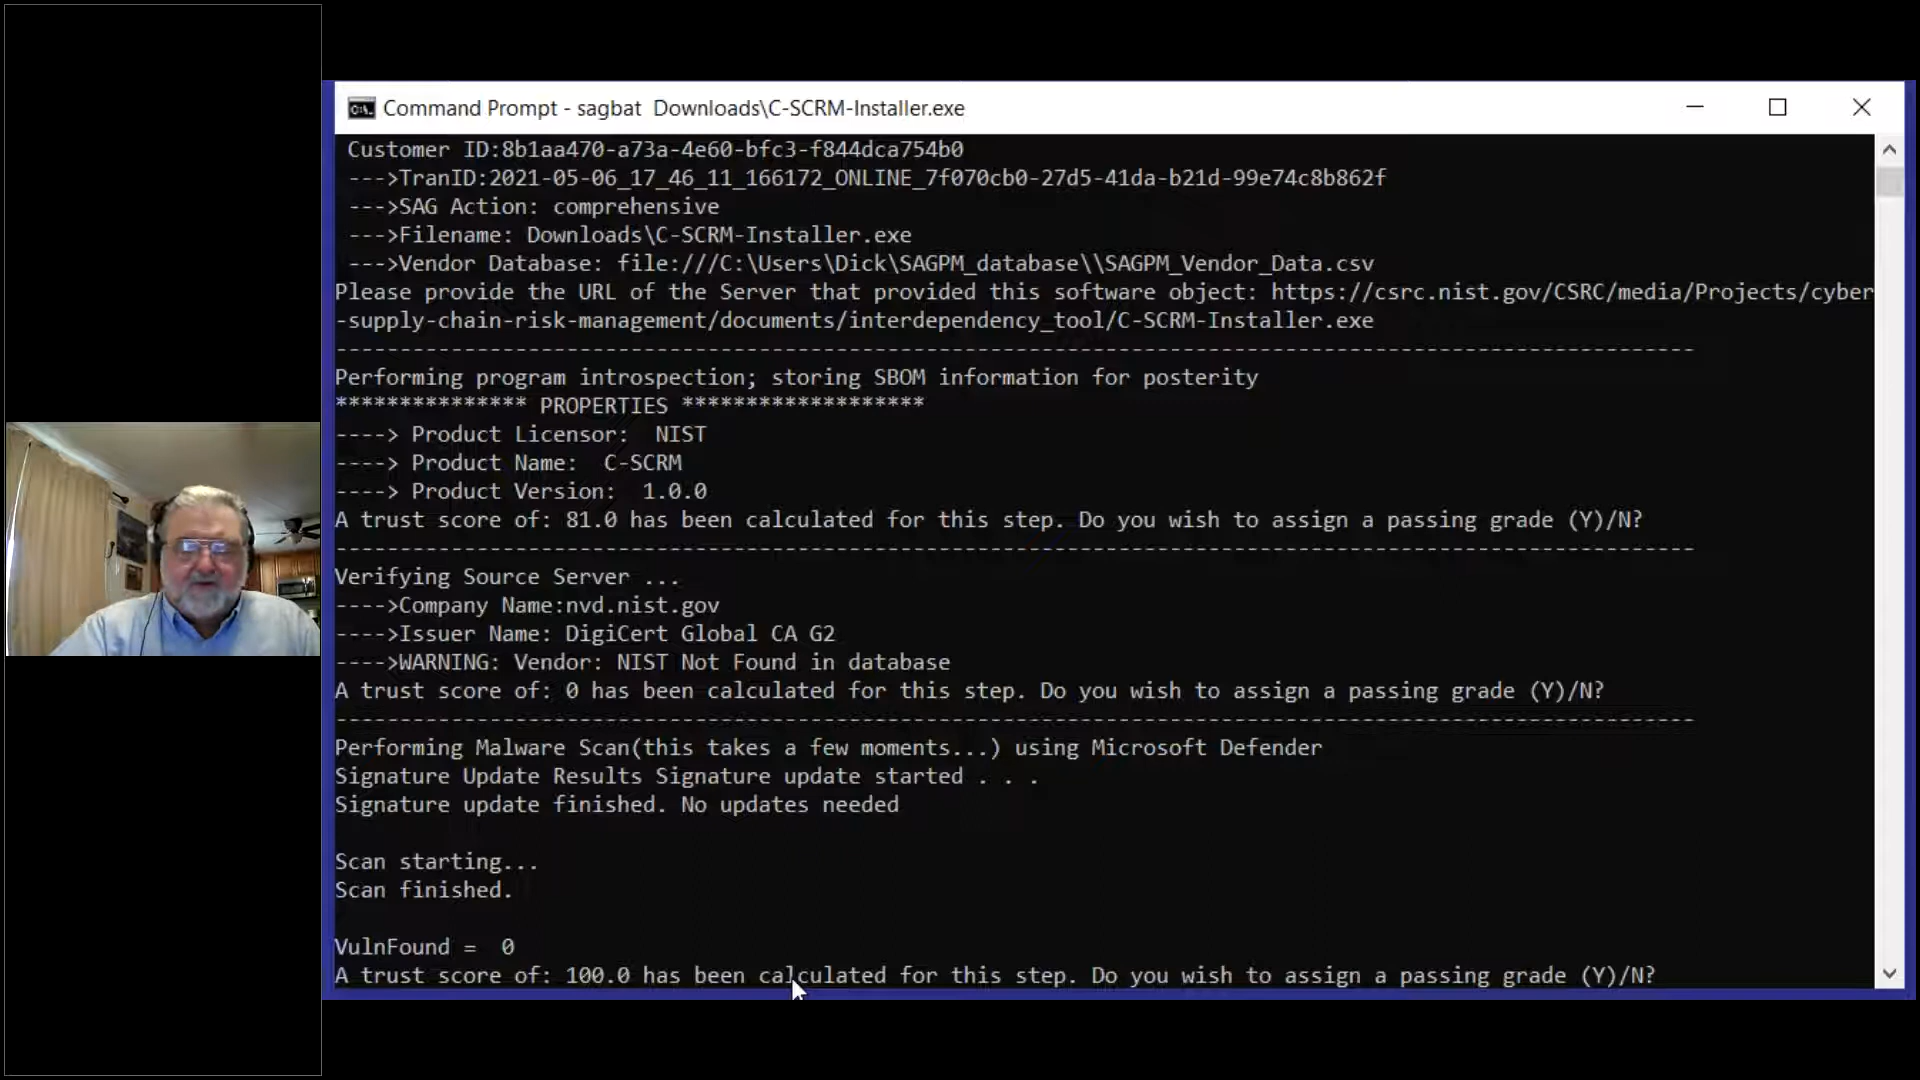 Command Prompt - sagbat  Downloads\C-SCRM-Installer.exe
Customer ID:8b1aa470-a73a-4e60-bfc3-f844dca754b0
--->TranID:2021-05-06_17_46_11_166172_ONLINE_7f070cb0-27d5-41da-b21d-99e74c8b862f
--->SAG Action: comprehensive
--->Filename: Downloads\C-SCRM-Installer.exe
--->Vendor Database: file:///C:\Users\Dick\SAGPM_database\\SAGPM_Vendor_Data.csv
Please provide the URL of the Server that provided this software object: https://csrc.nist.gov/CSRC/media/Projects/cyber
-supply-chain-risk-management/documents/interdependency_tool/C-SCRM-Installer.exe
----------------------------------------------------------------------------------------------------------
Performing program introspection; storing SBOM information for posterity
*************** PROPERTIES *******************
----> Product Licensor:  NIST
----> Product Name:  C-SCRM
----> Product Version:  1.0.0
A trust score of: 81.0 has been calculated for this step. Do you wish to assign a passing grade (Y)/N?
----------------------------------------------------------------------------------------------------------
Verifying Source Server ...
---->Company Name:nvd.nist.gov
---->Issuer Name: DigiCert Global CA G2
---->WARNING: Vendor: NIST Not Found in database
A trust score of: 0 has been calculated for this step. Do you wish to assign a passing grade (Y)/N?
----------------------------------------------------------------------------------------------------------
Performing Malware Scan(this takes a few moments...) using Microsoft Defender
Signature Update Results Signature update started . . .
Signature update finished. No updates needed
Scan starting...
Scan finished.
VulnFound =  0
A trust score of: 100.0 has been calculated for this step. Do you wish to assign a passing grade (Y)/N?